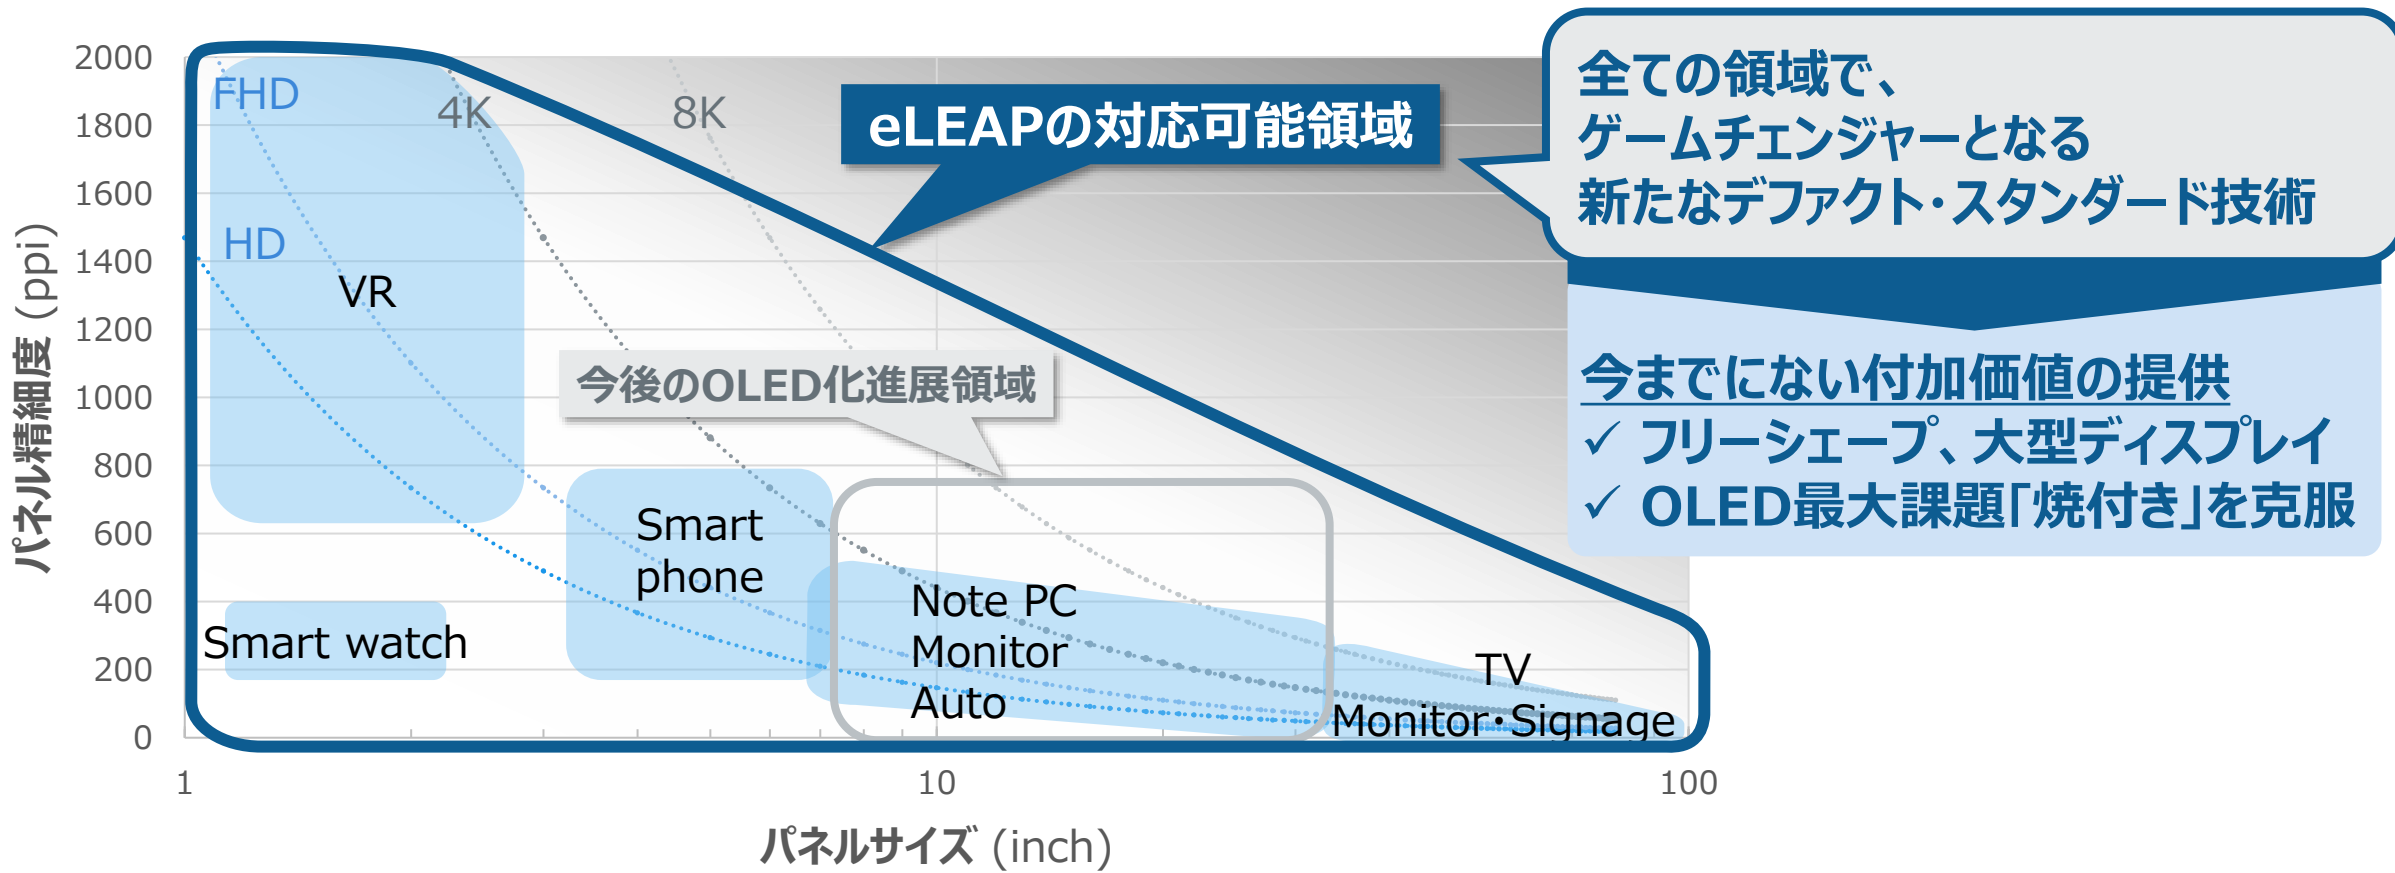 全ての領域で、
ゲームチェンジャーとなる
新たなデファクト・スタンダード技術
eLEAPの対応可能領域
今までにない付加価値の提供
✓ フリーシェープ、大型ディスプレイ
✓ OLED最大課題「焼付き」を克服
今後のOLED化進展領域
パネル精細度 (ppi)
2000
1800
1600
1400
1200
1000
800
600
400
200
0
FHD
4K
8K
HD
VR
Smart
phone
Smart watch
Note PC
Monitor
Auto
TV
Monitor・Signage
1
10
100
パネルサイズ (inch)